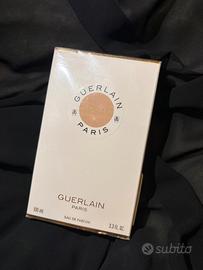 GUERLAIN
PARIS
GUERLAIN
PARIS
100 ml
3.3 fl. oz
EAU DE PARFUM
subito